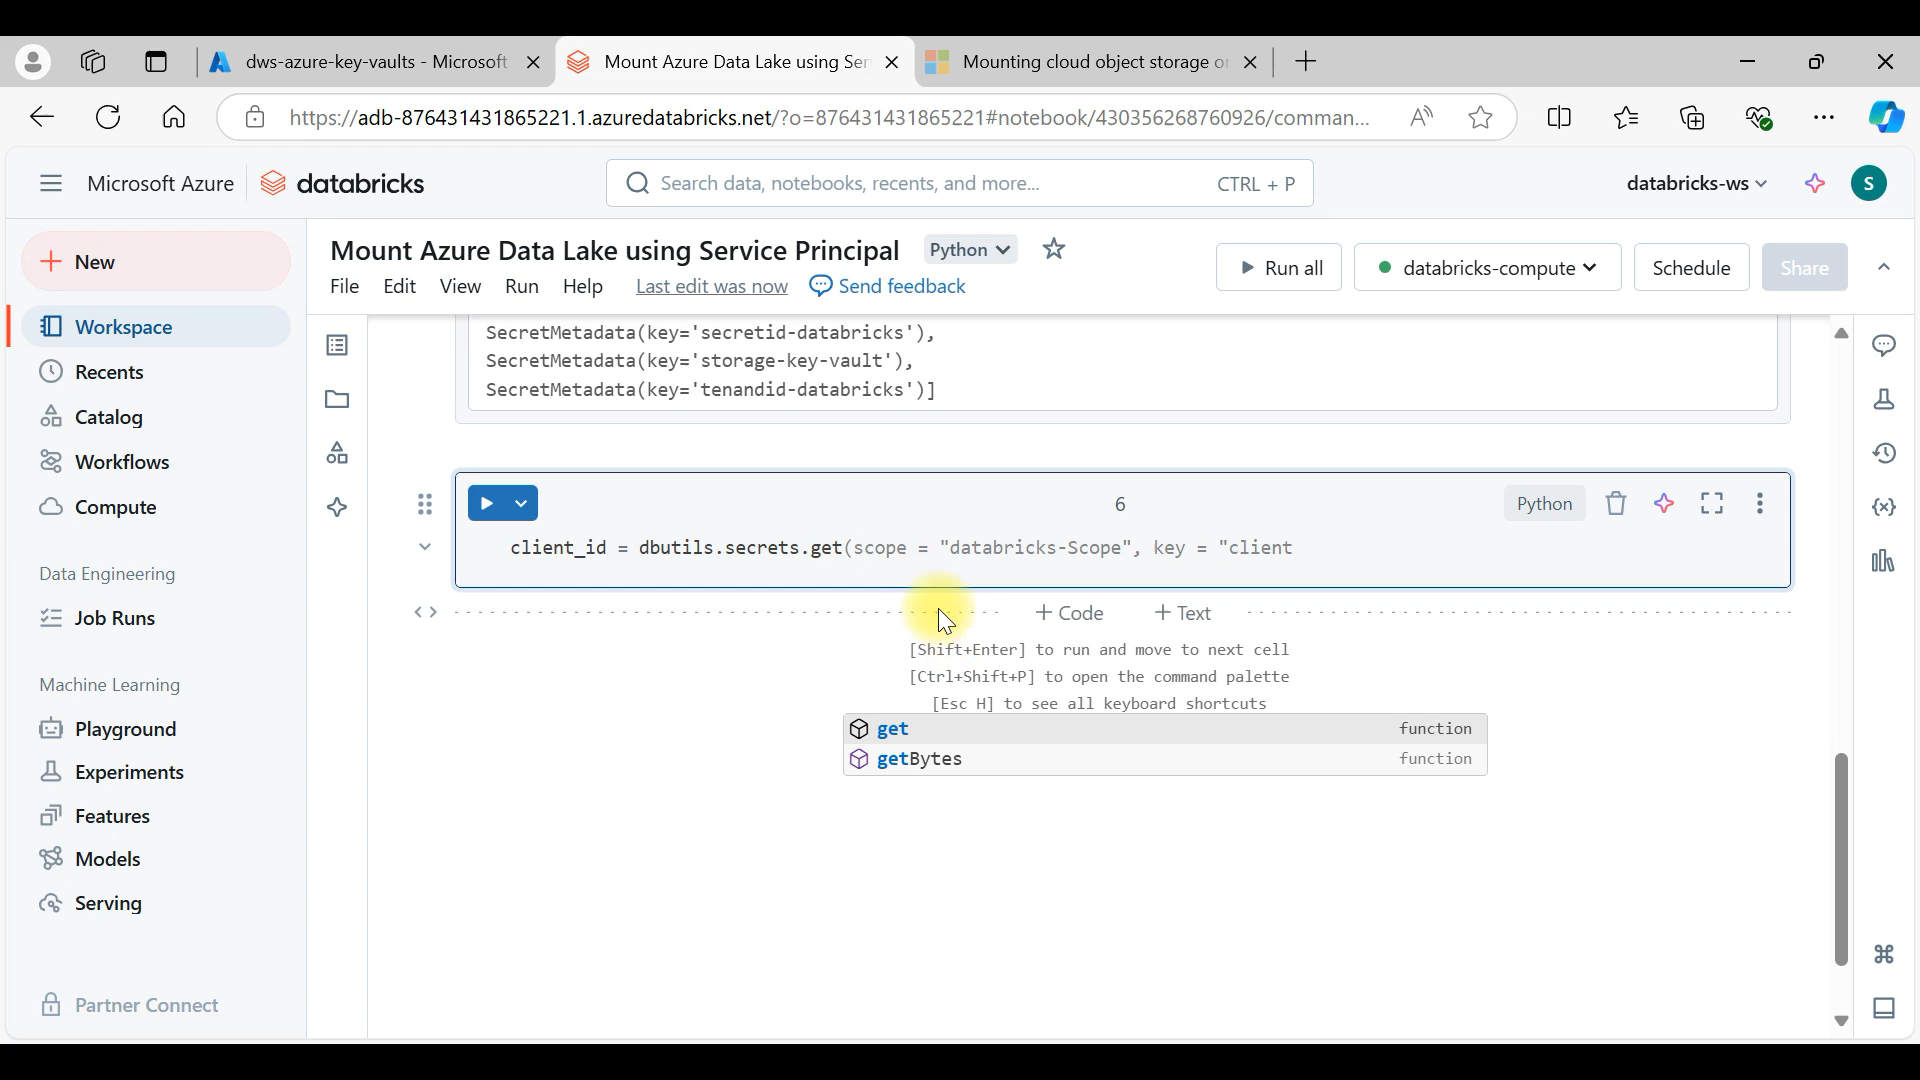 dws-azure-key-vaults - Microsoft
Mount Azure Data Lake using Ser
Mounting cloud object storage or
https://adb-876431431865221.1.azuredatabricks.net/?o=876431431865221#notebook/430356268760926/comman...
Microsoft Azure
databricks
Search data, notebooks, recents, and more...
CTRL + P
databricks-ws
S
New
Mount Azure Data Lake using Service Principal
Python
File Edit View Run Help Last edit was now Send feedback
Run all
databricks-compute
Schedule
Share
Workspace
Recents
Catalog
Workflows
Compute
Data Engineering
Job Runs
Machine Learning
Playground
Experiments
Features
Models
Serving
Partner Connect
SecretMetadata(key='secretid-databricks'),
SecretMetadata(key='storage-key-vault'),
SecretMetadata(key='tenandid-databricks')]
6
Python
client_id = dbutils.secrets.get(scope = "databricks-Scope", key = "client
+ Code + Text
[Shift+Enter] to run and move to next cell
[Ctrl+Shift+P] to open the command palette
[Esc H] to see all keyboard shortcuts
get function
getBytes function